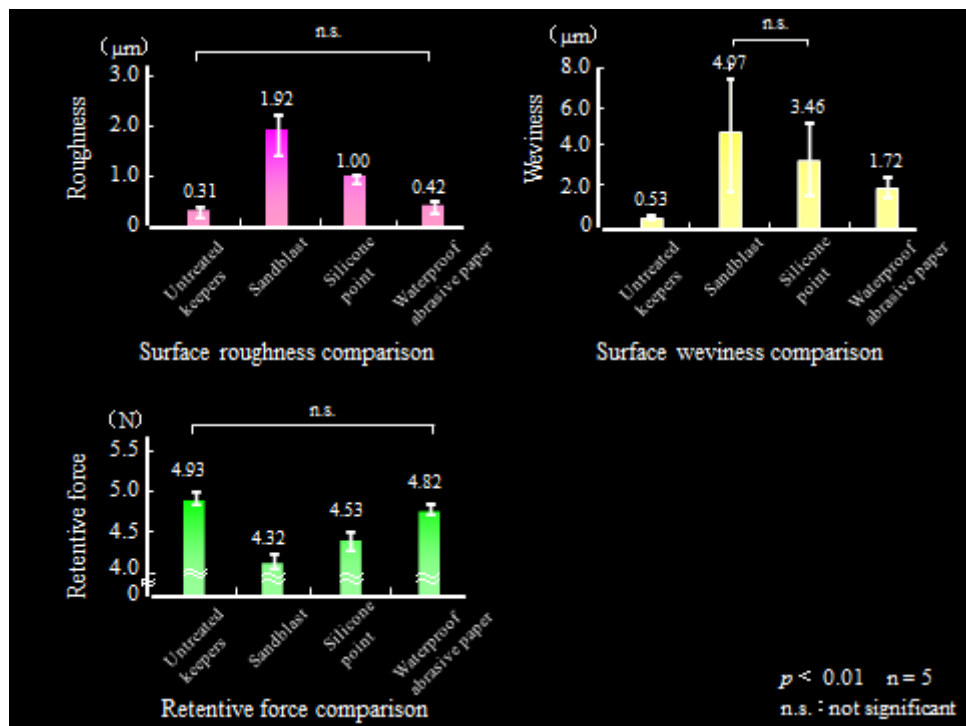 n.s.
(μm)
3.0
2.0
1.0
0
Roughness
0.31
1.92
1.00
0.42
Untreated
keepers
Sandblast
Silicone
point
Waterproof
abrasive paper
Surface roughness comparison
n.s.
(μm)
8.0
6.0
4.0
2.0
0
Weviness
0.53
4.97
3.46
1.72
Untreated
keepers
Sandblast
Silicone
point
Waterproof
abrasive paper
Surface weviness comparison
n.s.
(N)
5.5
5.0
4.5
4.0
0
Retentive force
4.93
4.32
4.53
4.82
Untreated
keepers
Sandblast
Silicone
point
Waterproof
abrasive paper
Retentive force comparison
p < 0.01 n = 5
n.s. : not significant